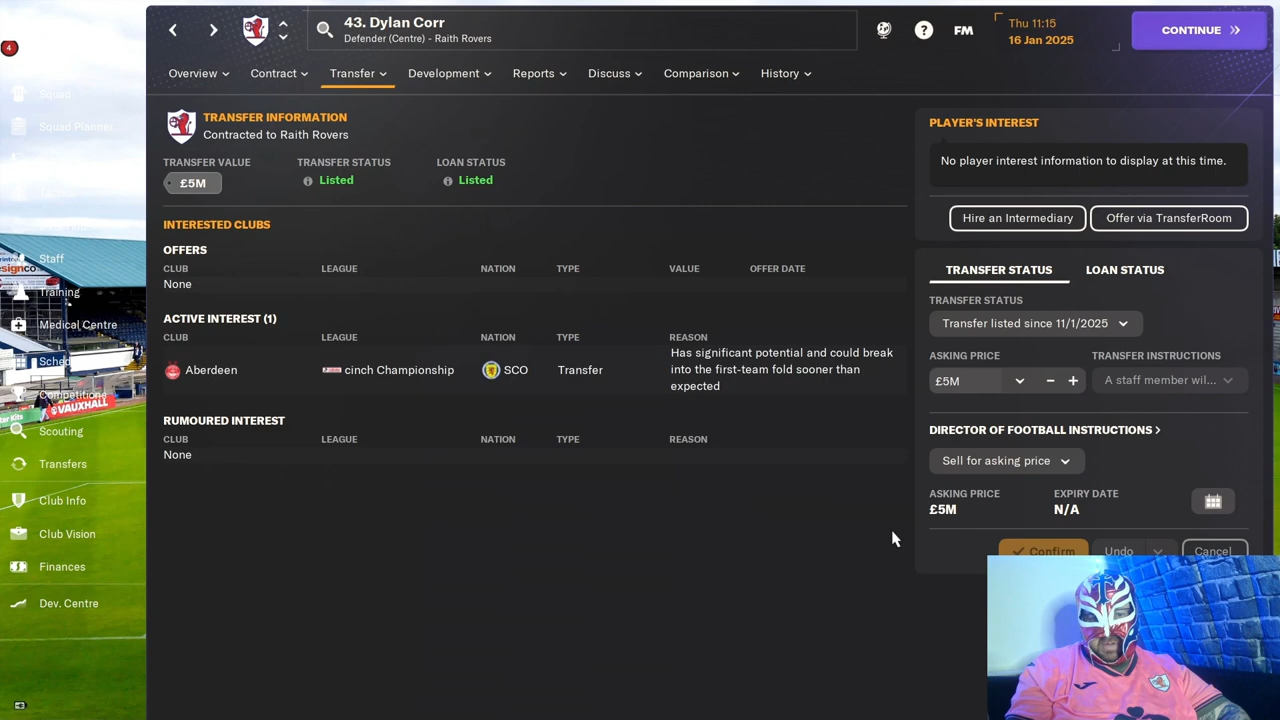 43. Dylan Corr
Defender (Centre) - Raith Rovers
FM
Thu 11:15
16 Jan 2025
CONTINUE
4
Overview
Contract
Transfer
Development
Reports
Discuss
Comparison
History
Squad
Squad Planner
Staff
Training
Medical Centre
Sched
Competitions
VAUXHALL
Scouting
Transfers
Club Info
Club Vision
Finances
Dev. Centre
TRANSFER INFORMATION
Contracted to Raith Rovers
TRANSFER VALUE TRANSFER STATUS LOAN STATUS
£5M Listed Listed
INTERESTED CLUBS
OFFERS
CLUB LEAGUE NATION TYPE VALUE OFFER DATE
None
ACTIVE INTEREST (1)
CLUB LEAGUE NATION TYPE REASON
Aberdeen cinch Championship SCO Transfer
Has significant potential and could break
into the first-team fold sooner than
expected
RUMOURED INTEREST
CLUB LEAGUE NATION TYPE REASON
None
PLAYER'S INTEREST
No player interest information to display at this time.
Hire an Intermediary Offer via TransferRoom
TRANSFER STATUS LOAN STATUS
TRANSFER STATUS
Transfer listed since 11/1/2025
ASKING PRICE TRANSFER INSTRUCTIONS
£5M A staff member wil...
DIRECTOR OF FOOTBALL INSTRUCTIONS >
Sell for asking price
ASKING PRICE EXPIRY DATE
£5M N/A
Confirm Undo Cancel